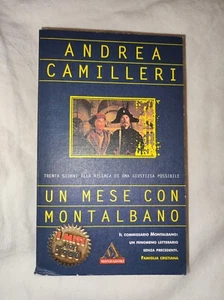 ANDREA
CAMILLERI
TRENTA GIORNI ALLA RICERCA DI UNA GIUSTIZIA POSSIBILE
UN MESE CON
MONTALBANO
IL COMMISSARIO MONTALBANO:
UN FENOMENO LETTERARIO
SENZA PRECEDENTI.
FAMIGLIA CRISTIANA
I MITI